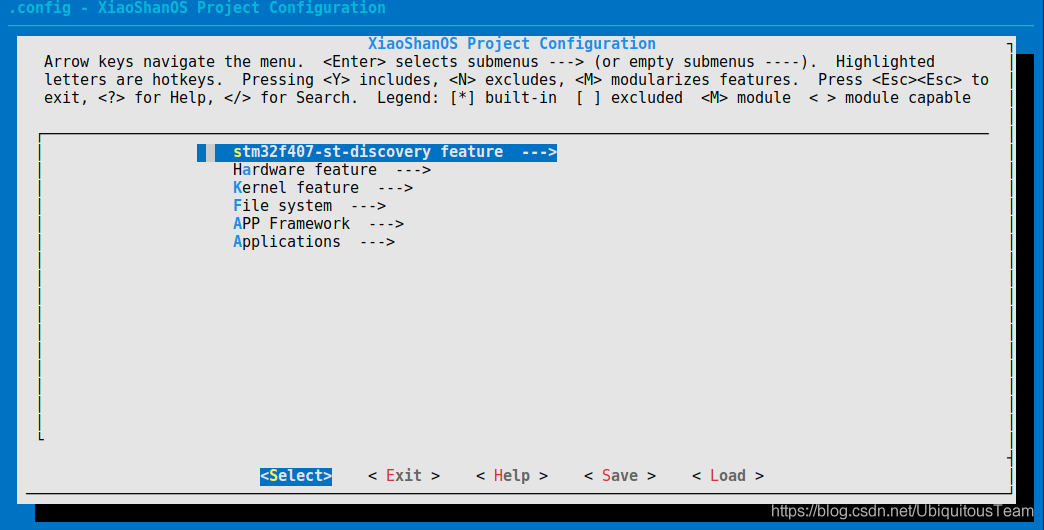 .config - XiaoShanOS Project Configuration
XiaoShanOS Project Configuration
Arrow keys navigate the menu.  <Enter> selects submenus ---> (or empty submenus ----).  Highlighted
letters are hotkeys.  Pressing <Y> includes, <N> excludes, <M> modularizes features.  Press <Esc><Esc> to
exit, <?> for Help, </> for Search.  Legend: [*] built-in  [ ] excluded  <M> module  < > module capable
stm32f407-st-discovery feature  --->
Hardware feature  --->
Kernel feature  --->
File system  --->
APP Framework  --->
Applications  --->
<Select>    < Exit >    < Help >    < Save >    < Load >
https://blog.csdn.net/UbiquitousTeam